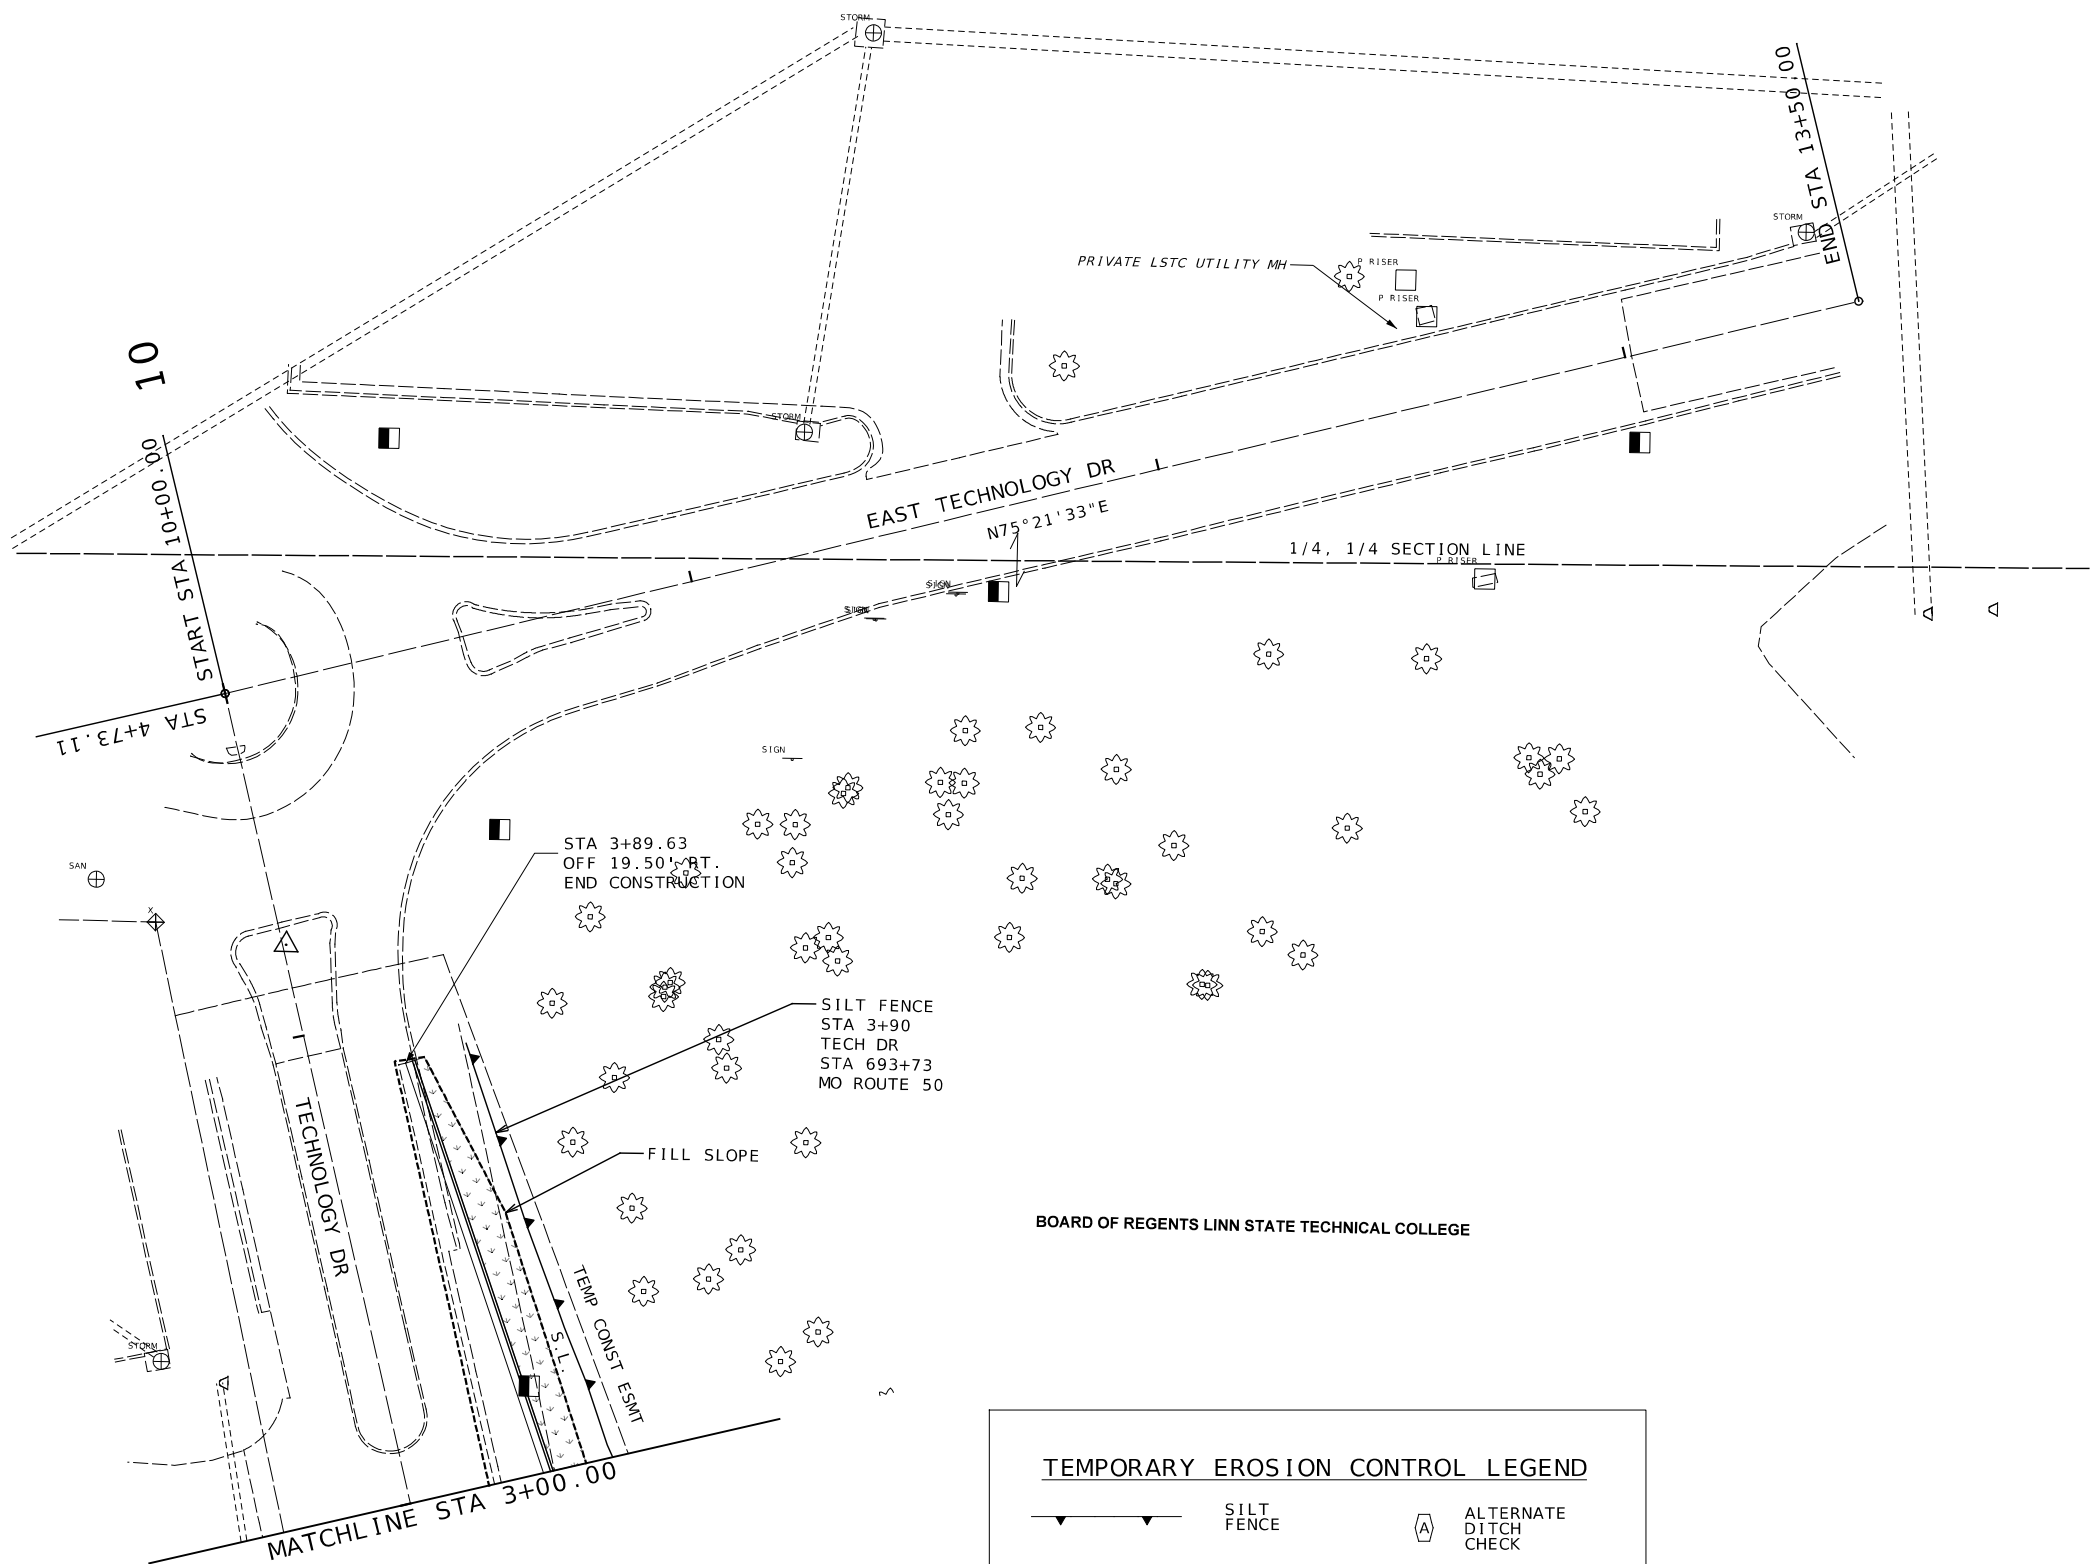 STORM
END STA 13+50.00
STORM
PRIVATE LSTC UTILITY MH
P RISER
P RISER
10
STORM
START STA 10+00.00
EAST TECHNOLOGY DR
N75°21'33"E
1/4, 1/4 SECTION LINE
P RISER
SIGN
SIGN
STA 4+73.11
SIGN
STA 3+89.63
OFF 19.50' RT.
END CONSTRUCTION
SAN
X
SILT FENCE
STA 3+90
TECH DR
STA 693+73
MO ROUTE 50
FILL SLOPE
TECHNOLOGY DR
BOARD OF REGENTS LINN STATE TECHNICAL COLLEGE
TEMP CONST ESMT
S.L.
STORM
MATCHLINE STA 3+00.00
TEMPORARY EROSION CONTROL LEGEND
SILT
FENCE
A
ALTERNATE
DITCH
CHECK